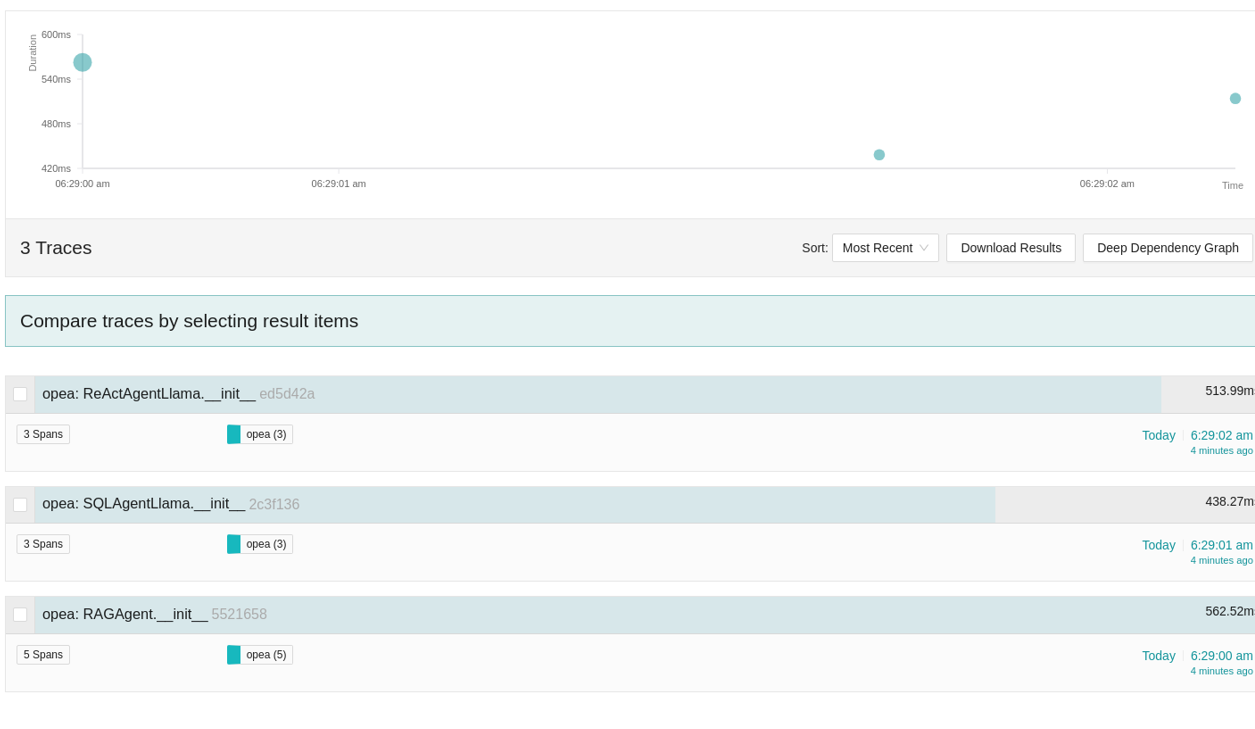 600ms
Duration
540ms
480ms
420ms
06:29:00 am 06:29:01 am 06:29:02 am Time
3 Traces Sort: Most Recent Download Results Deep Dependency Graph
Compare traces by selecting result items
opea: ReActAgentLlama.__init__ ed5d42a 513.99ms
3 Spans opea (3) Today 6:29:02 am
4 minutes ago
opea: SQLAgentLlama.__init__ 2c3f136 438.27ms
3 Spans opea (3) Today 6:29:01 am
4 minutes ago
opea: RAGAgent.__init__ 5521658 562.52ms
5 Spans opea (5) Today 6:29:00 am
4 minutes ago